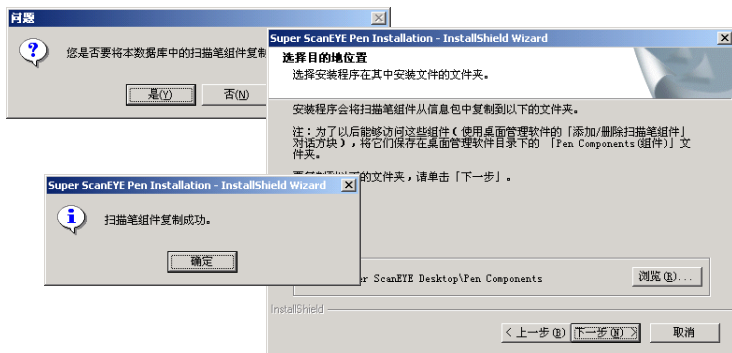 问题
您是否要将本数据库中的扫描笔组件复制
是(Y)
否(N)
Super ScanEYE Pen Installation - InstallShield Wizard
选择目的地位置
选择安装程序在其中安装文件的文件夹。
安装程序会将扫描笔组件从信息包中复制到以下的文件夹。
注：为了以后能够访问这些组件(使用桌面管理软件的「添加/删除扫描笔组件」
对话方块)，将它们保存在桌面管理软件目录下的 「Pen Components(组件)」文
件夹。
的文件夹，请单击「下一步」。
Super ScanEYE Pen Installation - InstallShield Wizard
扫描笔组件复制成功。
确定
er ScanEYE Desktop\Pen Components
浏览(R)...
InstallShield
<上一步(B)
下一步(N)>
取消